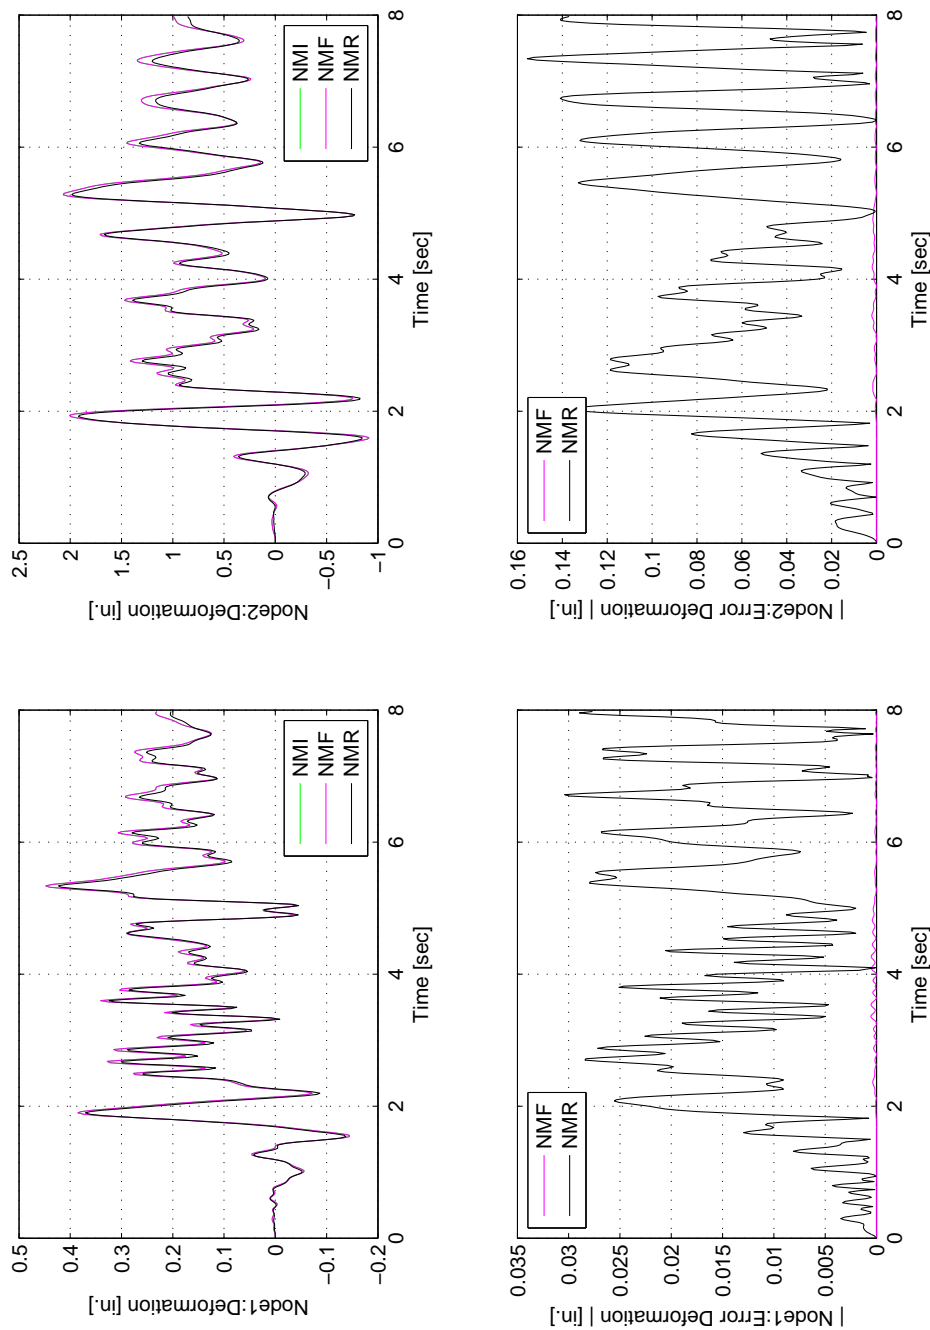 0.5
0.4
0.3
0.2
0.1
0
−0.1
−0.2
Node1:Deformation [in.]
0 2 4 6 8
Time [sec]
NMI
NMF
NMR
2.5
2
1.5
1
0.5
0
−0.5
−1
Node2:Deformation [in.]
0 2 4 6 8
Time [sec]
NMI
NMF
NMR
0.035
0.03
0.025
0.02
0.015
0.01
0.005
0
| Node1:Error Deformation [in.] |
0 2 4 6 8
Time [sec]
NMF
NMR
0.16
0.14
0.12
0.1
0.08
0.06
0.04
0.02
0
| Node2:Error Deformation [in.] |
0 2 4 6 8
Time [sec]
NMF
NMR